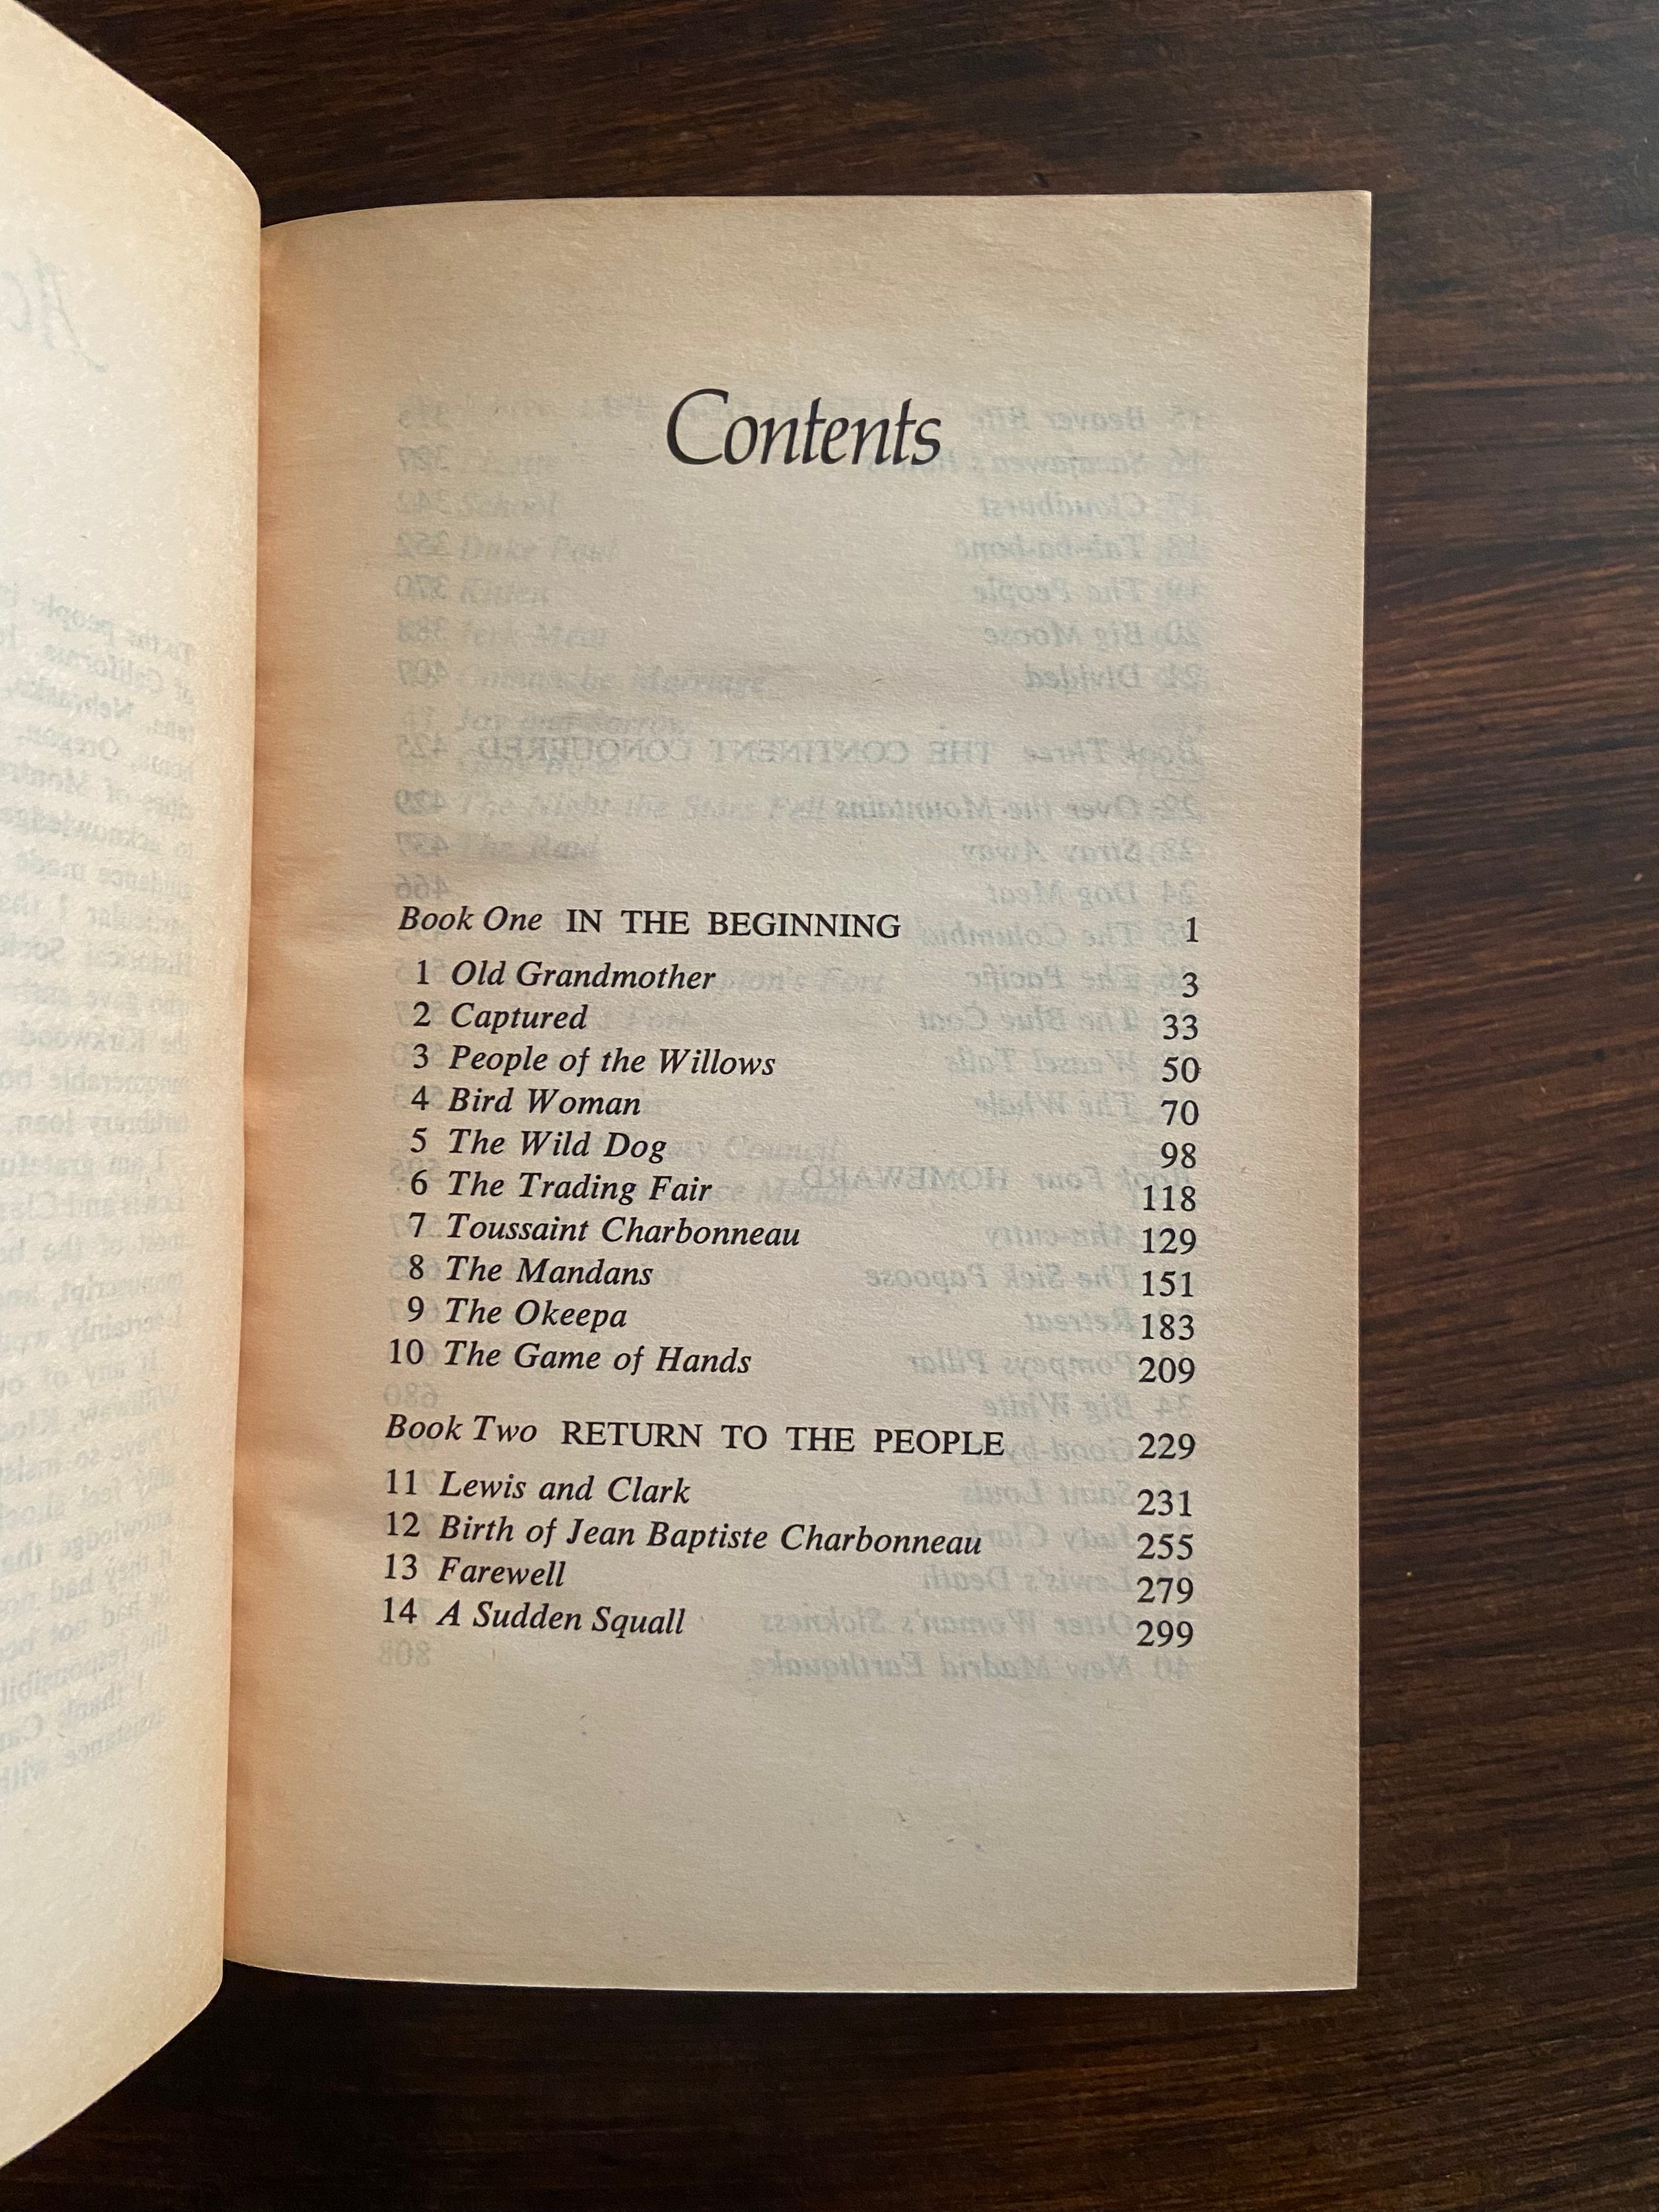 Contents
Book One IN THE BEGINNING 1
1 Old Grandmother 3
2 Captured 33
3 People of the Willows 50
4 Bird Woman 70
5 The Wild Dog 98
6 The Trading Fair 118
7 Toussaint Charbonneau 129
8 The Mandans 151
9 The Okeepa 183
10 The Game of Hands 209
Book Two RETURN TO THE PEOPLE 229
11 Lewis and Clark 231
12 Birth of Jean Baptiste Charbonneau 255
13 Farewell 279
14 A Sudden Squall 299